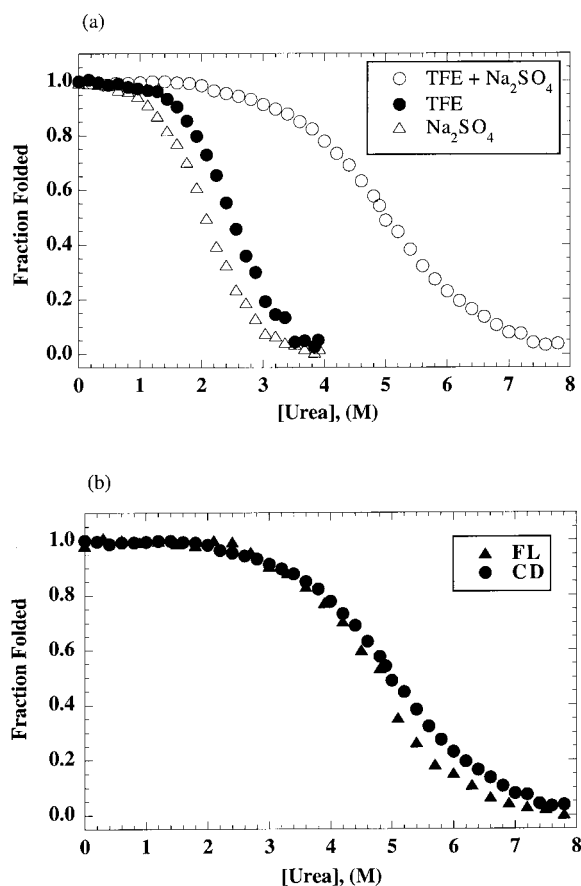 (a)
○ TFE + Na₂SO₄
● TFE
△ Na₂SO₄
Fraction Folded
1.0
0.8
0.6
0.4
0.2
0.0
0 1 2 3 4 5 6 7 8
[Urea], (M)
(b)
▲ FL
● CD
Fraction Folded
1.0
0.8
0.6
0.4
0.2
0.0
0 1 2 3 4 5 6 7 8
[Urea], (M)